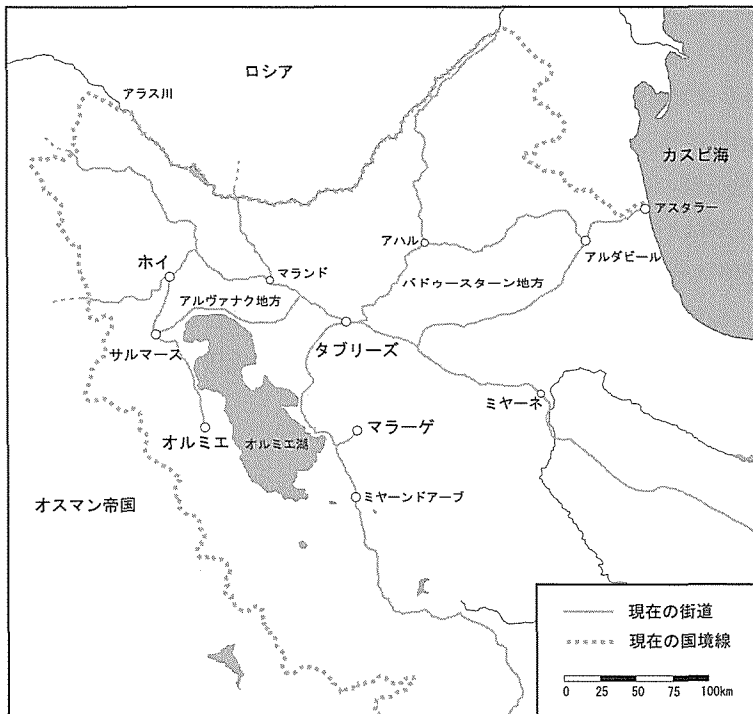 ロシア
アラス川
カスピ海
アスタラー
アハル
アルダビール
ホイ
マランド
バドゥースターン地方
アルヴァナク地方
タブリーズ
サルマース
ミヤーネ
オルミエ
オルミエ湖
マラーゲ
オスマン帝国
ミヤーンドアーブ
現在の街道
現在の国境線
0 25 50 75 100km